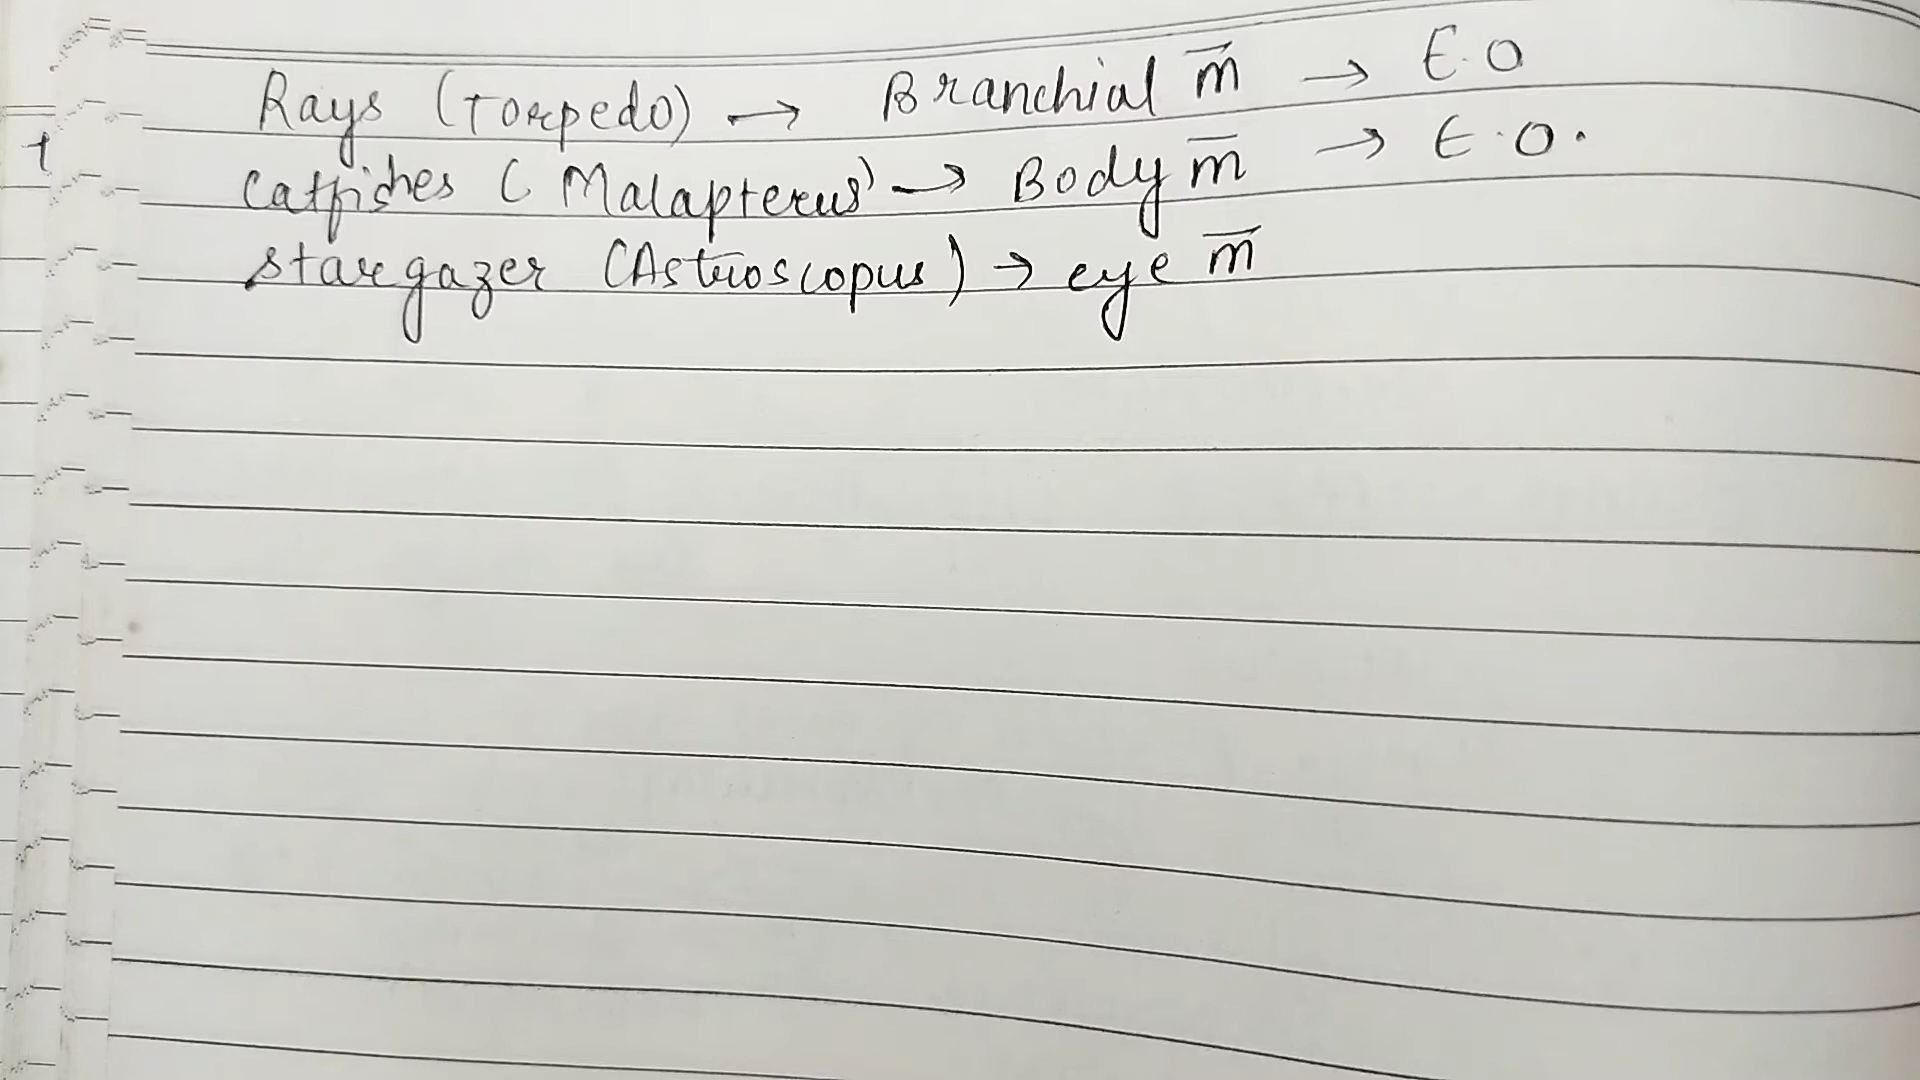 Rays (Torpedo) → Branchial m̅ → E.O
Catfishes (Malapterus) → Body m̅ → E.O.
stargazer (Astroscopus) → eye m̅